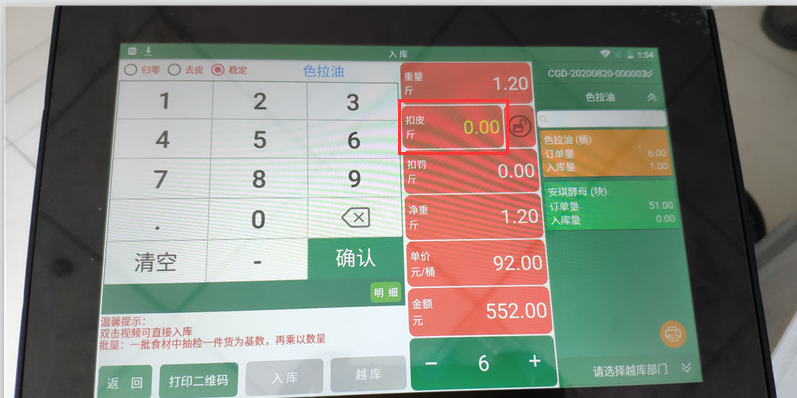 入库
1:54
归零 去皮 稳定
色拉油
1 2 3
4 5 6
7 8 9
. 0
清空 - 确认
明细
温馨提示:
双击视频可直接入库
批量：一批食材中抽检一件货为基数，再乘以数量
返 回
打印二维码
入库
越库
重量
斤
1.20
扣皮
斤
0.00
扣罚
斤
0.00
净重
斤
1.20
单价
元/桶
92.00
金额
元
552.00
− 6 +
CGD-20200820-000003
色拉油
色拉油 (桶)
订单量 6.00
入库量 1.00
安琪酵母 (块)
订单量 51.00
入库量 0.00
请选择越库部门